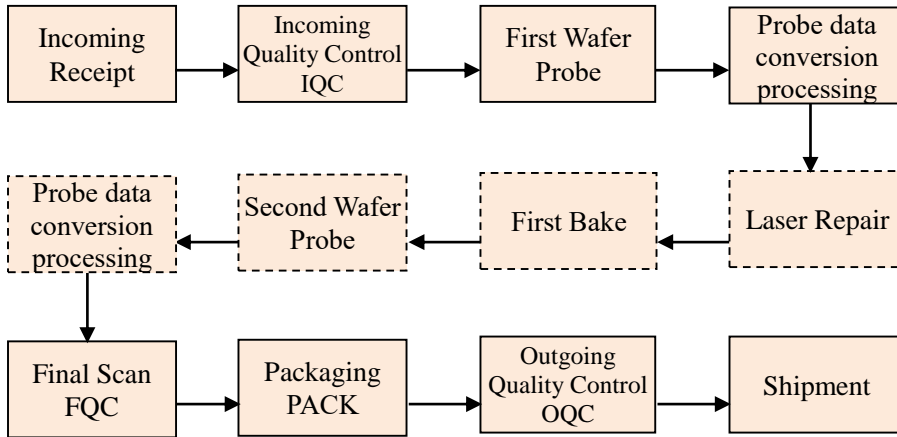 Incoming
Receipt
Incoming
Quality Control
IQC
First Wafer
Probe
Probe data
conversion
processing
Probe data
conversion
processing
Second Wafer
Probe
First Bake
Laser Repair
Final Scan
FQC
Packaging
PACK
Outgoing
Quality Control
OQC
Shipment